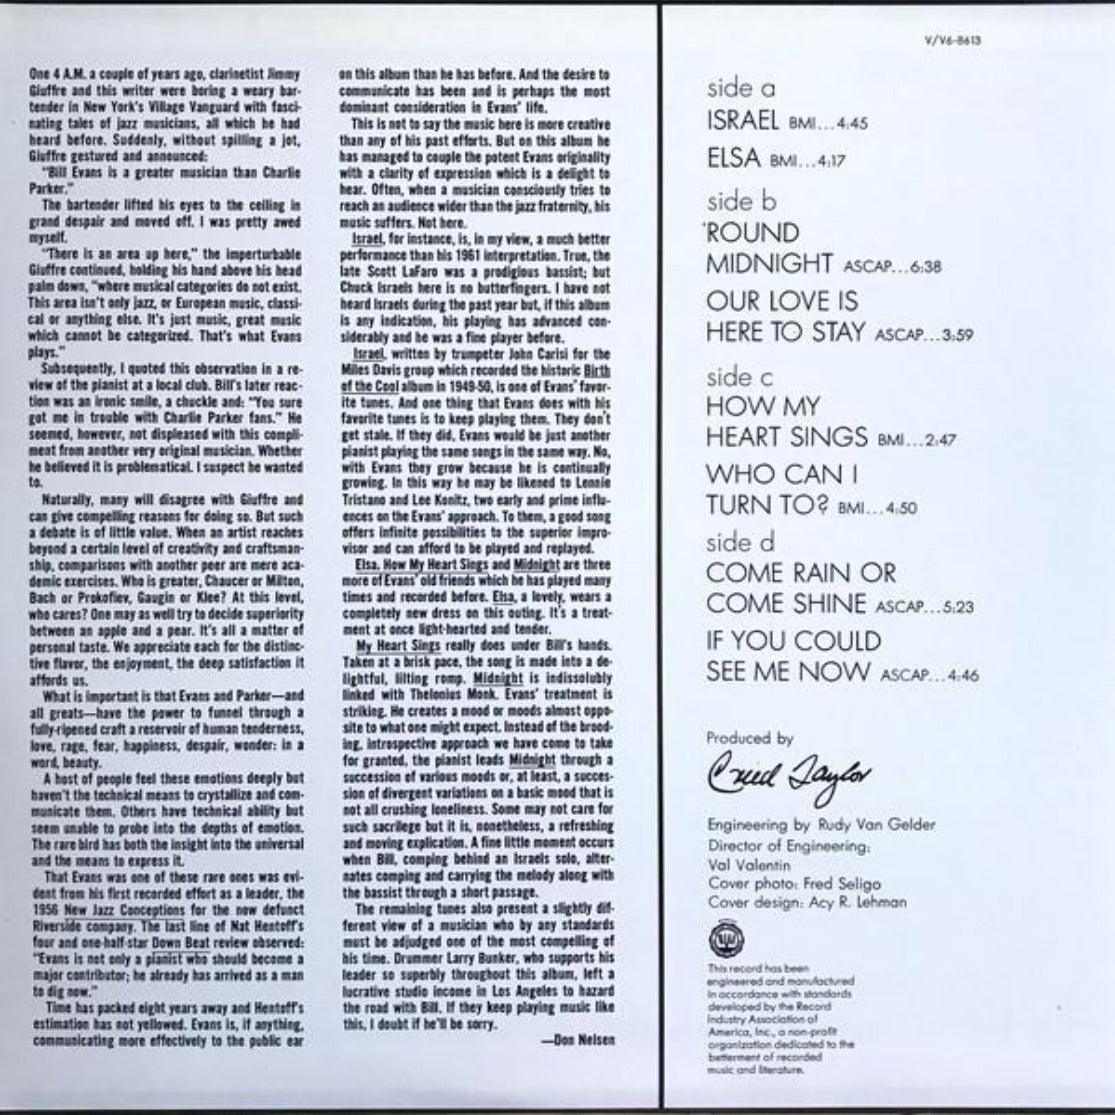 One 4 A.M. a couple of years ago, clarinetist Jimmy
Giuffre and this writer were boring a weary bar-
tender in New York's Village Vanguard with fasci-
nating tales of jazz musicians, all which he had
heard before. Suddenly, without spilling a jot,
Giuffre gestured and announced:
"Bill Evans is a greater musician than Charlie
Parker."
The bartender lifted his eyes to the ceiling in
grand despair and moved off. I was pretty awed
myself.
"There is an area up here," the imperturbable
Giuffre continued, holding his hand above his head
palm down, "where musical categories do not exist.
This area isn't only jazz, or European music, classi-
cal or anything else. It's just music, great music
which cannot be categorized. That's what Evans
plays."
Subsequently, I quoted this observation in a re-
view of the pianist at a local club. Bill's later reac-
tion was an ironic smile, a chuckle and: "You sure
got me in trouble with Charlie Parker fans." He
seemed, however, not displeased with this compli-
ment from another very original musician. Whether
he believed it is problematical. I suspect he wanted
to.
Naturally, many will disagree with Giuffre and
can give compelling reasons for doing so. But such
a debate is of little value. When an artist reaches
beyond a certain level of creativity and craftsman-
ship, comparisons with another peer are mere aca-
demic exercises. Who is greater, Chaucer or Milton,
Bach or Prokofiev, Gaugin or Klee? At this level,
who cares? One may as well try to decide superiority
between an apple and a pear. It's all a matter of
personal taste. We appreciate each for the distinc-
tive flavor, the enjoyment, the deep satisfaction it
affords us.
What is important is that Evans and Parker—and
all greats—have the power to funnel through a
fully-ripened craft a reservoir of human tenderness,
love, rage, fear, happiness, despair, wonder: in a
word, beauty.
A host of people feel these emotions deeply but
haven't the technical means to crystallize and com-
municate them. Others have technical ability but
seem unable to probe into the depths of emotion.
The rare bird has both the insight into the universal
and the means to express it.
That Evans was one of these rare ones was evi-
dent from his first recorded effort as a leader, the
1956 New Jazz Conceptions for the now defunct
Riverside company. The last line of Nat Hentoff's
four and one-half-star Down Beat review observed:
"Evans is not only a pianist who should become a
major contributor; he already has arrived as a man
to dig now."
Time has packed eight years away and Hentoff's
estimation has not yellowed. Evans is, if anything,
communicating more effectively to the public ear
on this album than he has before. And the desire to
communicate has been and is perhaps the most
dominant consideration in Evans' life.
This is not to say the music here is more creative
than any of his past efforts. But on this album he
has managed to couple the potent Evans originality
with a clarity of expression which is a delight to
hear. Often, when a musician consciously tries to
reach an audience wider than the jazz fraternity, his
music suffers. Not here.
Israel, for instance, is, in my view, a much better
performance than his 1961 interpretation. True, the
late Scott LaFaro was a prodigious bassist; but
Chuck Israels here is no butterfingers. I have not
heard Israels during the past year but, if this album
is any indication, his playing has advanced con-
siderably and he was a fine player before.
Israel, written by trumpeter John Carisi for the
Miles Davis group which recorded the historic Birth
of the Cool album in 1949-50, is one of Evans' favor-
ite tunes. And one thing that Evans does with his
favorite tunes is to keep playing them. They don't
get stale. If they did, Evans would be just another
pianist playing the same songs in the same way. No,
with Evans they grow because he is continually
growing. In this way he may be likened to Lennie
Tristano and Lee Konitz, two early and prime influ-
ences on the Evans' approach. To them, a good song
offers infinite possibilities to the superior impro-
visor and can afford to be played and replayed.
Elsa, How My Heart Sings and Midnight are three
more of Evans' old friends which he has played many
times and recorded before. Elsa, a lovely, wears a
completely new dress on this outing. It's a treat-
ment at once light-hearted and tender.
My Heart Sings really does under Bill's hands.
Taken at a brisk pace, the song is made into a de-
lightful, lilting romp. Midnight is indissolubly
linked with Thelonius Monk. Evans' treatment is
striking. He creates a mood or moods almost oppo-
site to what one might expect. Instead of the brood-
ing, introspective approach we have come to take
for granted, the pianist leads Midnight through a
succession of various moods or, at least, a succes-
sion of divergent variations on a basic mood that is
not all crushing loneliness. Some may not care for
such sacrilege but it is, nonetheless, a refreshing
and moving explication. A fine little moment occurs
when Bill, comping behind an Israels solo, alter-
nates comping and carrying the melody along with
the bassist through a short passage.
The remaining tunes also present a slightly dif-
ferent view of a musician who by any standards
must be adjudged one of the most compelling of
his time. Drummer Larry Bunker, who supports his
leader so superbly throughout this album, left a
lucrative studio income in Los Angeles to hazard
the road with Bill. If they keep playing music like
this, I doubt if he'll be sorry.
—Don Nelsen
V/V6-8613
side a
ISRAEL BMI...4:45
ELSA BMI...4:17
side b
'ROUND
MIDNIGHT ASCAP...6:38
OUR LOVE IS
HERE TO STAY ASCAP...3:59
side c
HOW MY
HEART SINGS BMI...2:47
WHO CAN I
TURN TO? BMI...4:50
side d
COME RAIN OR
COME SHINE ASCAP...5:23
IF YOU COULD
SEE ME NOW ASCAP...4:46
Produced by
Creed Taylor
Engineering by Rudy Van Gelder
Director of Engineering:
Val Valentin
Cover photo: Fred Seligo
Cover design: Acy R. Lehman
This record has been
engineered and manufactured
in accordance with standards
developed by the Record
Industry Association of
America, Inc., a non-profit
organization dedicated to the
betterment of recorded
music and literature.